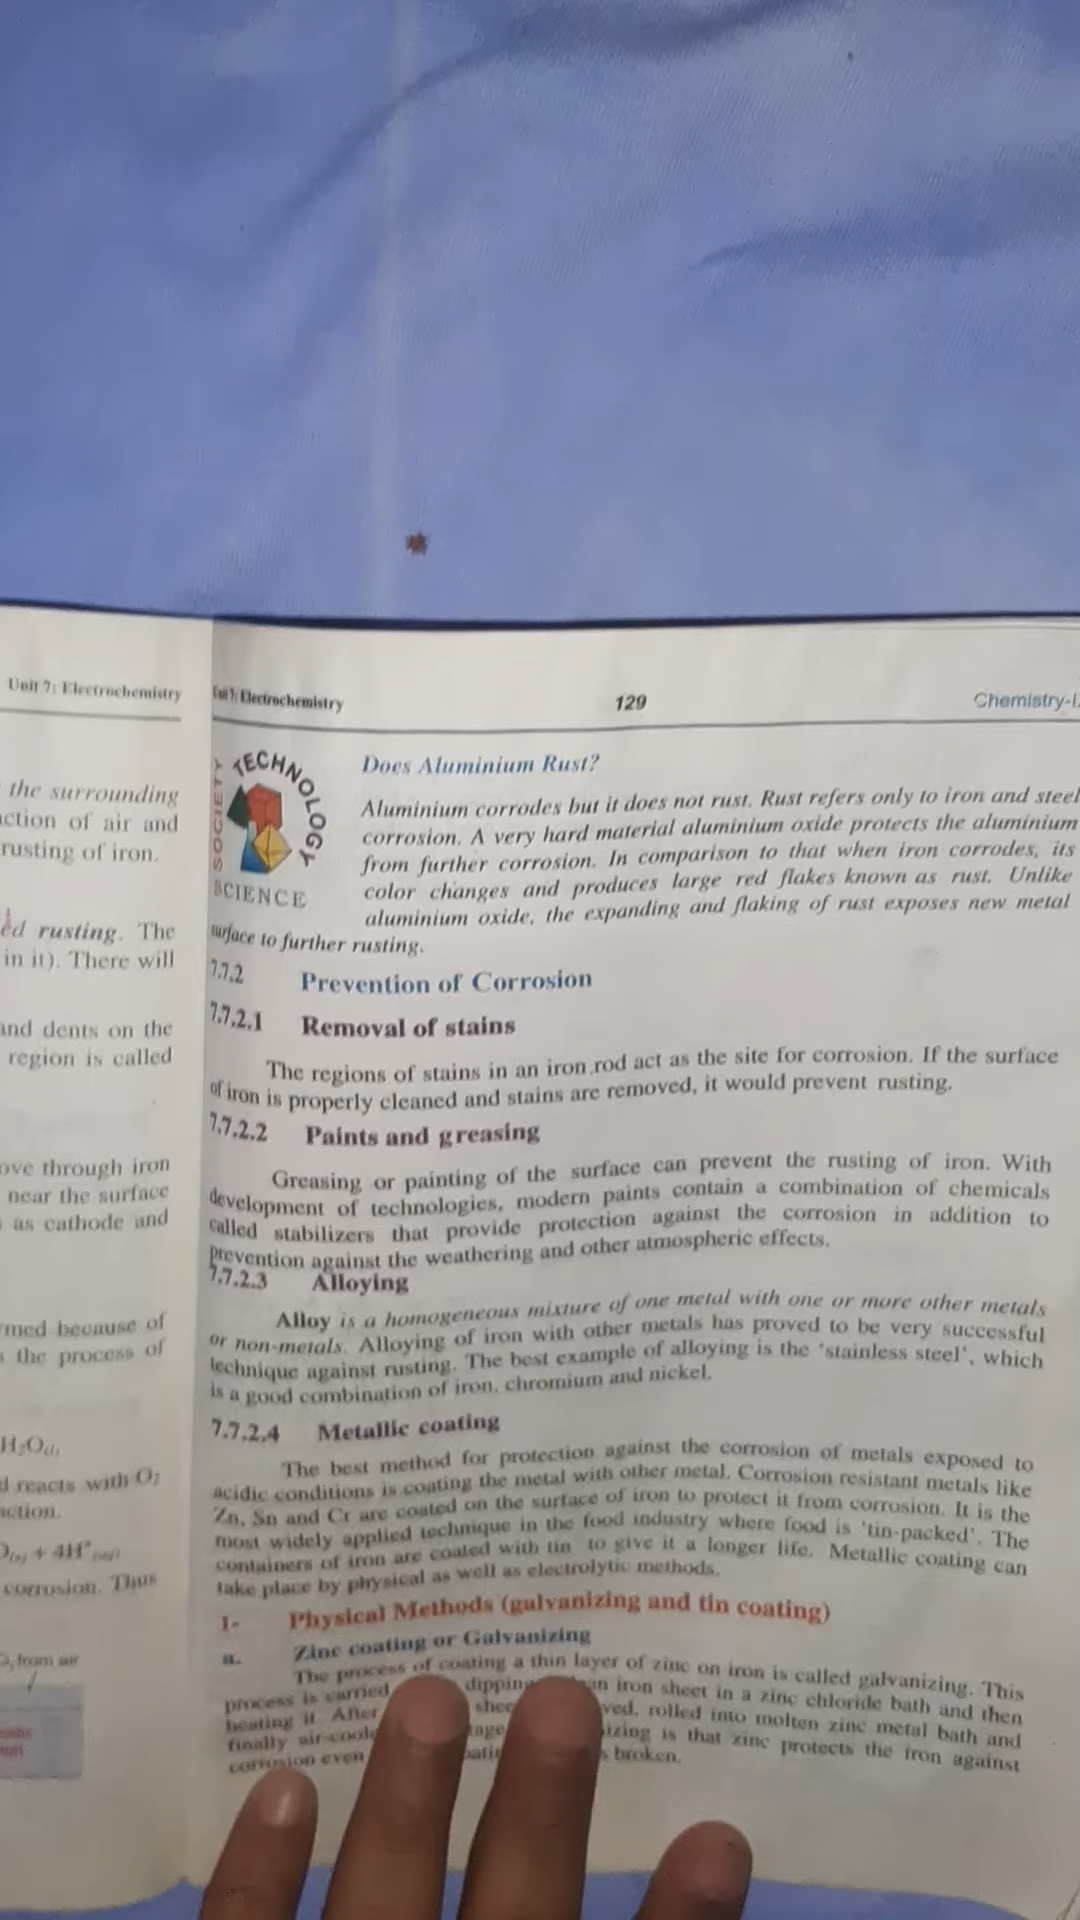 Unit 7: Electrochemistry
the surrounding
action of air and
rusting of iron.
ed rusting. The
in it). There will
and dents on the
region is called
ove through iron
near the surface
as cathode and
med because of
the process of
H₂O(l)
d reacts with O₂
action.
+ 4H⁺(aq)
corrosion. Thus
O₂ from air
Unit 7: Electrochemistry 129 Chemistry-I
SOCIETY TECHNOLOGY SCIENCE
Does Aluminium Rust?
Aluminium corrodes but it does not rust. Rust refers only to iron and steel
corrosion. A very hard material aluminium oxide protects the aluminium
from further corrosion. In comparison to that when iron corrodes, its
color changes and produces large red flakes known as rust. Unlike
aluminium oxide, the expanding and flaking of rust exposes new metal
surface to further rusting.
7.7.2 Prevention of Corrosion
7.7.2.1 Removal of stains
The regions of stains in an iron rod act as the site for corrosion. If the surface
of iron is properly cleaned and stains are removed, it would prevent rusting.
7.7.2.2 Paints and greasing
Greasing or painting of the surface can prevent the rusting of iron. With
development of technologies, modern paints contain a combination of chemicals
called stabilizers that provide protection against the corrosion in addition to
prevention against the weathering and other atmospheric effects.
7.7.2.3 Alloying
Alloy is a homogeneous mixture of one metal with one or more other metals
or non-metals. Alloying of iron with other metals has proved to be very successful
technique against rusting. The best example of alloying is the 'stainless steel', which
is a good combination of iron, chromium and nickel.
7.7.2.4 Metallic coating
The best method for protection against the corrosion of metals exposed to
acidic conditions is coating the metal with other metal. Corrosion resistant metals like
Zn, Sn and Cr are coated on the surface of iron to protect it from corrosion. It is the
most widely applied technique in the food industry where food is 'tin-packed'. The
containers of iron are coated with tin to give it a longer life. Metallic coating can
take place by physical as well as electrolytic methods.
1- Physical Methods (galvanizing and tin coating)
a. Zinc coating or Galvanizing
The process of coating a thin layer of zinc on iron is called galvanizing. This
process is carried dipping an iron sheet in a zinc chloride bath and then
heating it. After shee ved, rolled into molten zinc metal bath and
finally air-coole tage izing is that zinc protects the iron against
corrosion even oatin s broken.